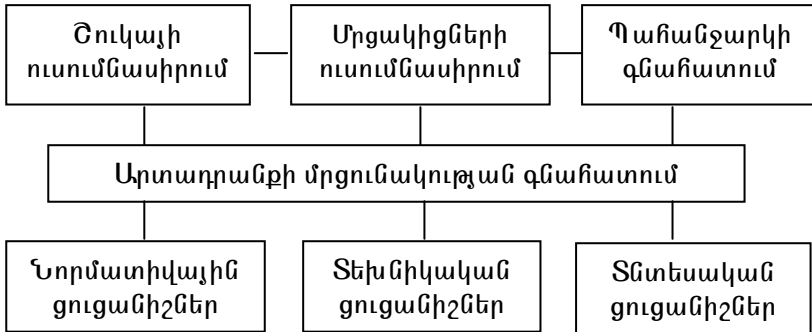 Շուկայի
ուսումնասիրում
Մրցակիցների
ուսումնասիրում
Պահանջարկի
գնահատում
Արտադրանքի մրցունակության գնահատում
Նորմատիվային
ցուցանիշներ
Տեխնիկական
ցուցանիշներ
Տնտեսական
ցուցանիշներ